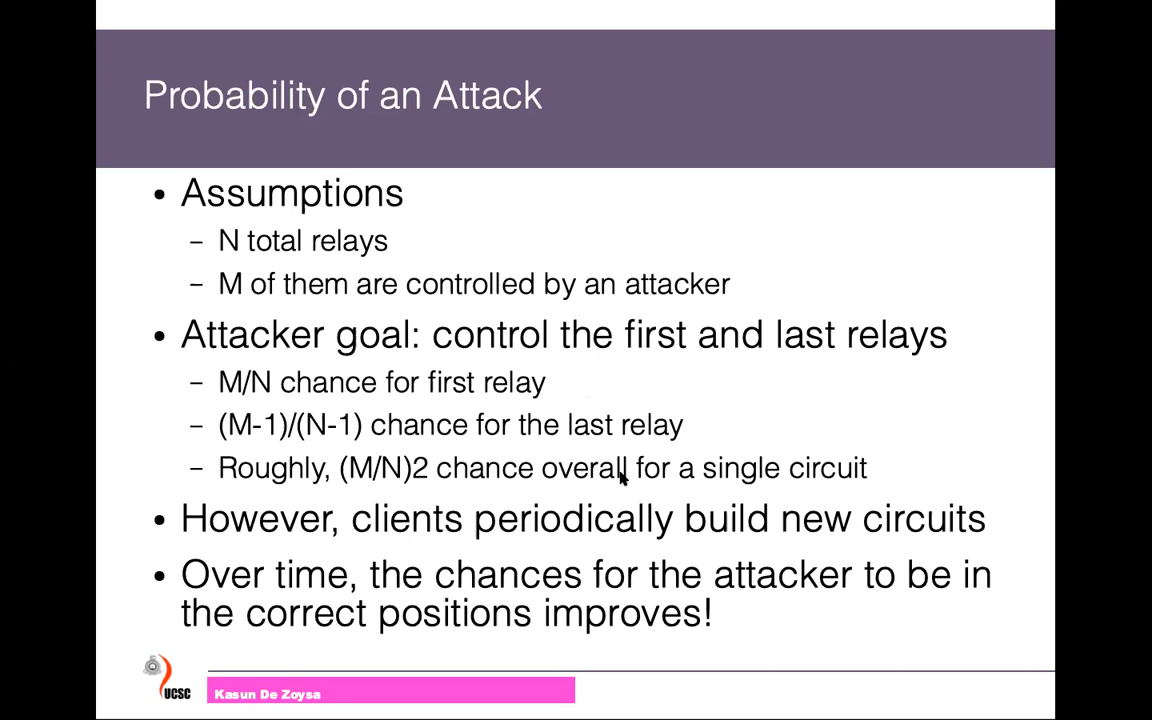 Probability of an Attack
• Assumptions
– N total relays
– M of them are controlled by an attacker
• Attacker goal: control the first and last relays
– M/N chance for first relay
– (M-1)/(N-1) chance for the last relay
– Roughly, (M/N)2 chance overall for a single circuit
• However, clients periodically build new circuits
• Over time, the chances for the attacker to be in
the correct positions improves!
UCSC
Kasun De Zoysa